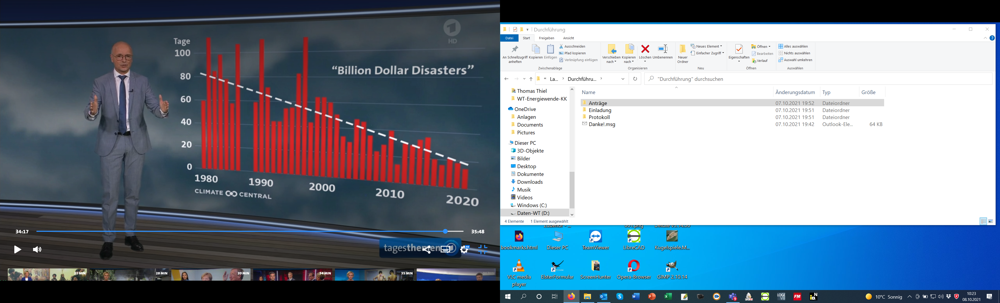 Tage
100
80
60
40
20
0
"Billion Dollar Disasters"
1980
1990
2000
2010
2020
CLIMATE CENTRAL
1
HD
34:17
35:48
tagesthemen
HD
22 MIN
28 MIN
20 MIN
34 MIN
35 MIN
Durchführung
Datei
Start
Freigeben
Ansicht
An Schnellzugriff
anheften
Kopieren
Einfügen
Ausschneiden
Pfad kopieren
Verknüpfung einfügen
Zwischenablage
Verschieben
nach
Kopieren
nach
Löschen
Umbenennen
Organisieren
Neuer
Ordner
Neues Element
Einfacher Zugriff
Neu
Eigenschaften
Öffnen
Bearbeiten
Verlauf
Öffnen
Alles auswählen
Nichts auswählen
Auswahl umkehren
Auswählen
« La... › Durchführu... ›
"Durchführung" durchsuchen
Thomas Thiel
WT-Energiewende-KK
OneDrive
Anlagen
Documents
Pictures
Dieser PC
3D-Objekte
Bilder
Desktop
Dokumente
Downloads
Musik
Videos
Windows (C:)
Daten-WT (D:)
Name Änderungsdatum Typ Größe
Anträge 07.10.2021 19:52 Dateiordner
Einladung 07.10.2021 19:51 Dateiordner
Protokoll 07.10.2021 19:51 Dateiordner
Danke!.msg 07.10.2021 19:42 Outlook-Ele... 64 KB
4 Elemente 1 Element ausgewählt
bookmarks.html
Dieser PC
TeamViewer
LibreCAD
Kugelspiele.M...
VLC media
player
ElsterFormular
ScreenHunter
Opera-Browser
GIMP 2.10.14
10°C Sonnig
10:23
08.10.2021